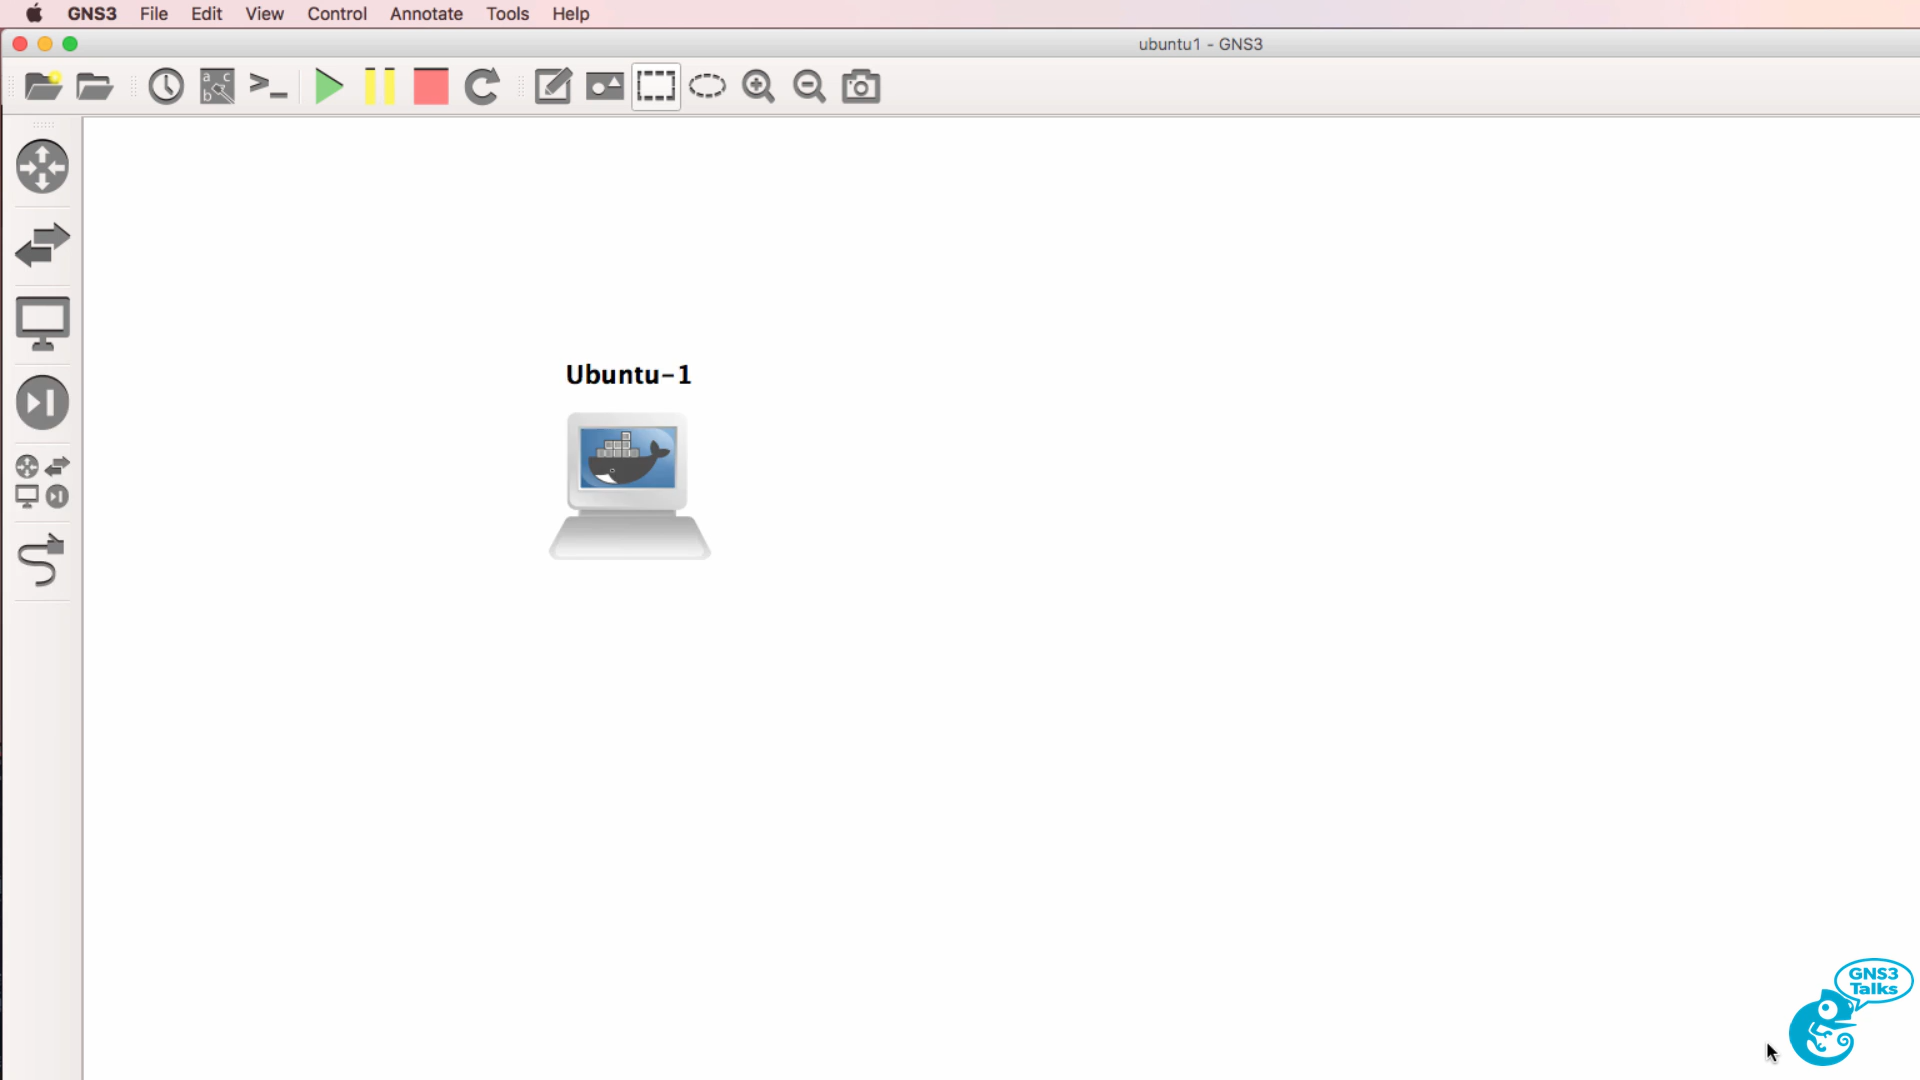 GNS3 File Edit View Control Annotate Tools Help
ubuntu1 - GNS3
a c
b
>_
Ubuntu-1
GNS3
Talks